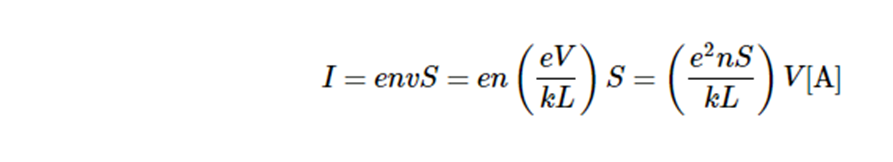 I = envS = en(eV/kL)S = (e²nS/kL)V[A]